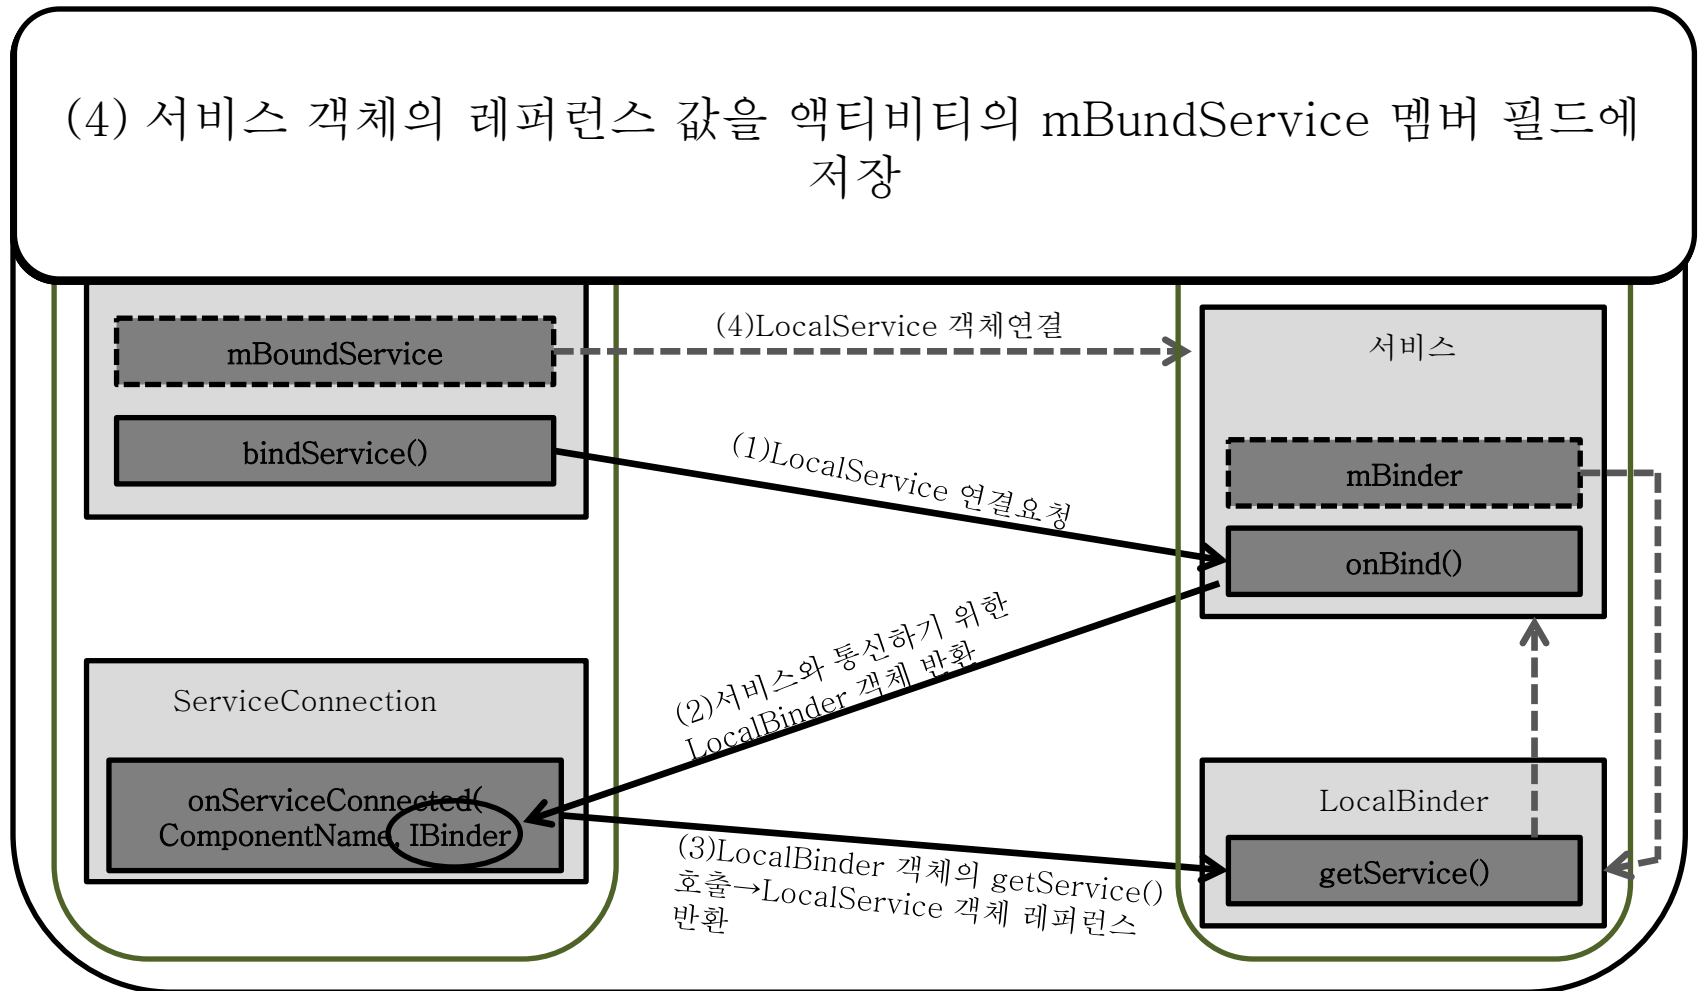 (4) 서비스 객체의 레퍼런스 값을 액티비티의 mBundService 멤버 필드에
저장
mBoundService
(4)LocalService 객체연결
서비스
bindService()
(1)LocalService 연결요청
mBinder
onBind()
(2)서비스와 통신하기 위한
LocalBinder 객체 반환
ServiceConnection
onServiceConnected(
ComponentName, IBinder
LocalBinder
getService()
(3)LocalBinder 객체의 getService()
호출→LocalService 객체 레퍼런스
반환